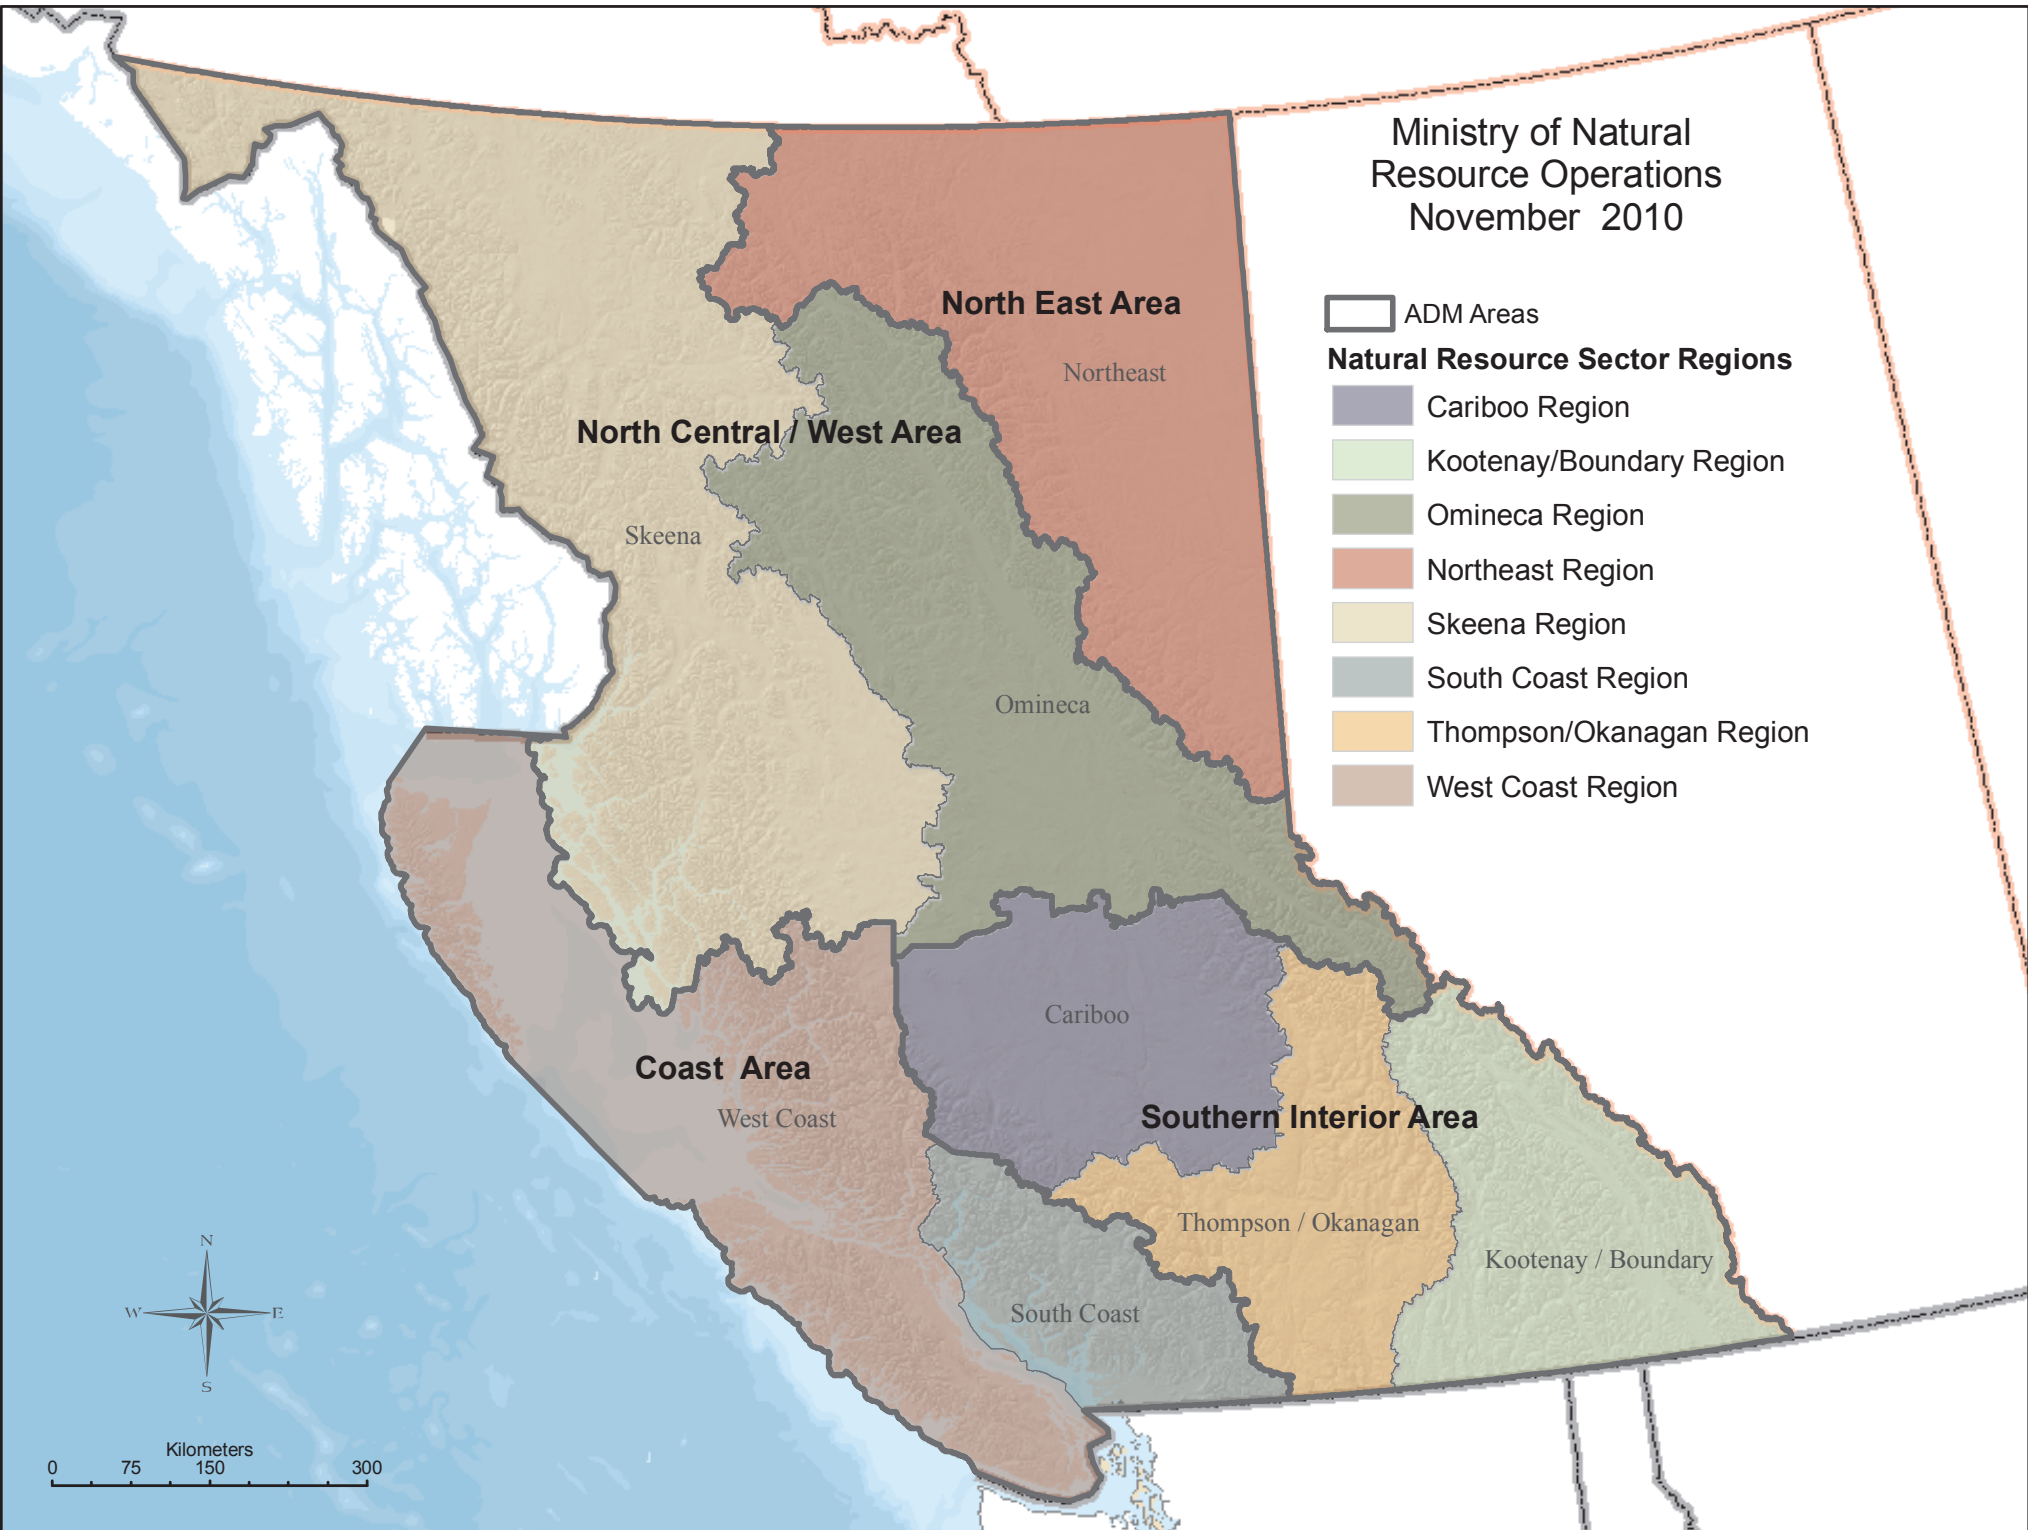 Ministry of Natural
Resource Operations
November 2010
ADM Areas
Natural Resource Sector Regions
Cariboo Region
Kootenay/Boundary Region
Omineca Region
Northeast Region
Skeena Region
South Coast Region
Thompson/Okanagan Region
West Coast Region
North East Area
Northeast
North Central / West Area
Skeena
Omineca
Cariboo
Coast Area
West Coast
Southern Interior Area
Thompson / Okanagan
Kootenay / Boundary
South Coast
N
W
E
S
Kilometers
0 75 150 300